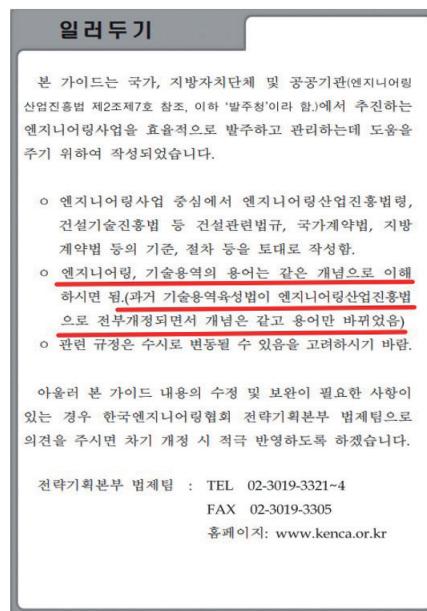 일러두기
본 가이드는 국가, 지방자치단체 및 공공기관(엔지니어링
산업진흥법 제2조제7호 참조, 이하 '발주청'이라 함.)에서 추진하는
엔지니어링사업을 효율적으로 발주하고 관리하는데 도움을
주기 위하여 작성되었습니다.
ㅇ 엔지니어링사업 중심에서 엔지니어링산업진흥법령,
건설기술진흥법 등 건설관련법규, 국가계약법, 지방
계약법 등의 기준, 절차 등을 토대로 작성함.
ㅇ 엔지니어링, 기술용역의 용어는 같은 개념으로 이해
하시면 됨.(과거 기술용역육성법이 엔지니어링산업진흥법
으로 전부개정되면서 개념은 같고 용어만 바뀌었음)
ㅇ 관련 규정은 수시로 변동될 수 있음을 고려하시기 바람.
아울러 본 가이드 내용의 수정 및 보완이 필요한 사항이
있는 경우 한국엔지니어링협회 전략기획본부 법제팀으로
의견을 주시면 차기 개정 시 적극 반영하도록 하겠습니다.
전략기획본부 법제팀 : TEL 02-3019-3321~4
FAX 02-3019-3305
홈페이지: www.kenca.or.kr